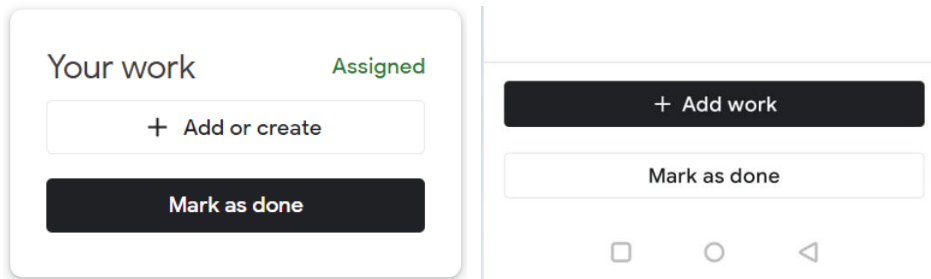 Your work Assigned
+ Add or create
Mark as done
+ Add work
Mark as done